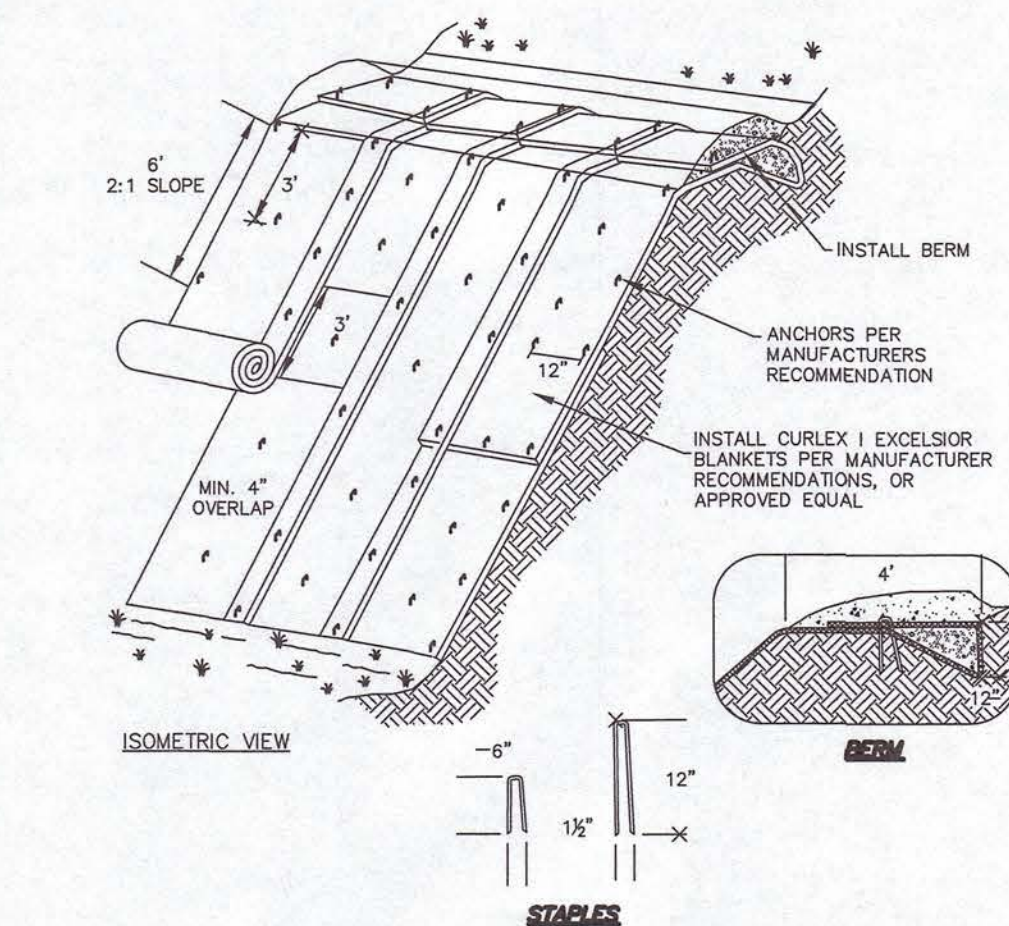 6'
2:1 SLOPE
3'
INSTALL BERM
3'
ANCHORS PER
MANUFACTURERS
RECOMMENDATION
12"
INSTALL CURLEX I EXCELSIOR
BLANKETS PER MANUFACTURER
RECOMMENDATIONS, OR
APPROVED EQUAL
MIN. 4"
OVERLAP
4'
12"
BERM
ISOMETRIC VIEW
6"
12"
1½"
STAPLES